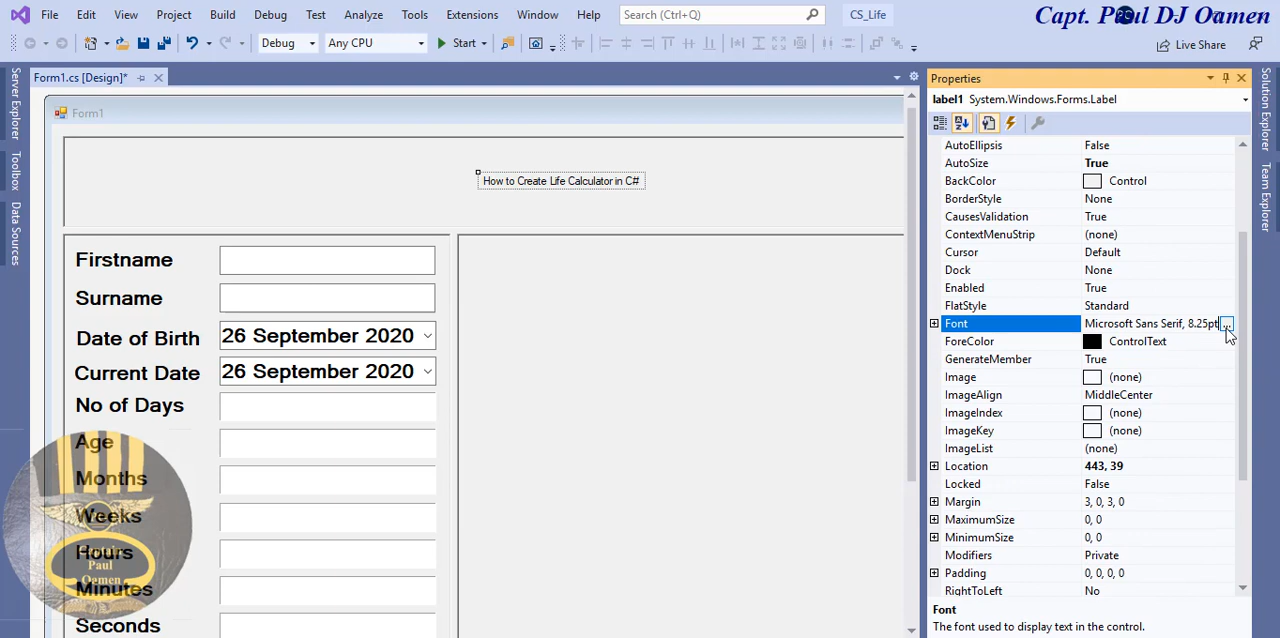 File Edit View Project Build Debug Test Analyze Tools Extensions Window Help Search (Ctrl+Q) CS_Life
Capt. Paul DJ Oamen
Debug Any CPU Start Live Share
Form1.cs [Design]*
Server Explorer
Toolbox
Data Sources
Form1
How to Create Life Calculator in C#
Firstname
Surname
Date of Birth 26 September 2020
Current Date 26 September 2020
No of Days
Age
Months
Weeks
Hours
Minutes
Seconds
Captain
Paul
Oamen
Properties
label1 System.Windows.Forms.Label
AutoEllipsis False
AutoSize True
BackColor Control
BorderStyle None
CausesValidation True
ContextMenuStrip (none)
Cursor Default
Dock None
Enabled True
FlatStyle Standard
Font Microsoft Sans Serif, 8.25pt ...
ForeColor ControlText
GenerateMember True
Image (none)
ImageAlign MiddleCenter
ImageIndex (none)
ImageKey (none)
ImageList (none)
Location 443, 39
Locked False
Margin 3, 0, 3, 0
MaximumSize 0, 0
MinimumSize 0, 0
Modifiers Private
Padding 0, 0, 0, 0
RightToLeft No
Font
The font used to display text in the control.
Solution Explorer
Team Explorer